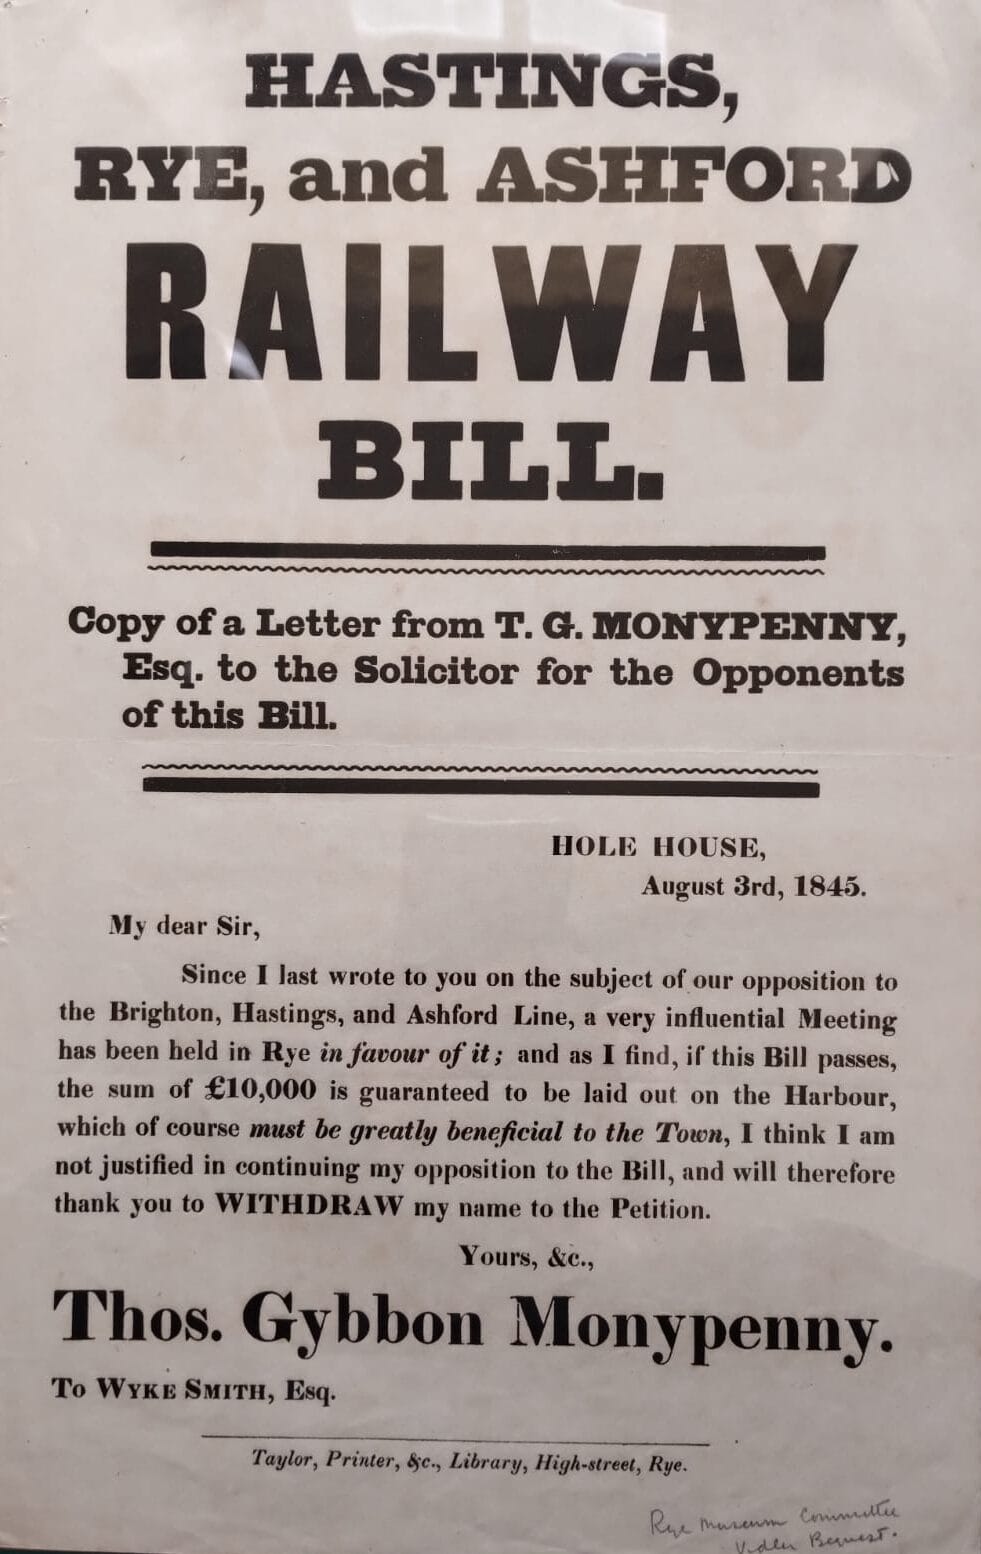 HASTINGS,
RYE, and ASHFORD
RAILWAY
BILL.
Copy of a Letter from T. G. MONYPENNY,
Esq. to the Solicitor for the Opponents
of this Bill.
HOLE HOUSE,
August 3rd, 1845.
My dear Sir,
Since I last wrote to you on the subject of our opposition to
the Brighton, Hastings, and Ashford Line, a very influential Meeting
has been held in Rye in favour of it; and as I find, if this Bill passes,
the sum of £10,000 is guaranteed to be laid out on the Harbour,
which of course must be greatly beneficial to the Town, I think I am
not justified in continuing my opposition to the Bill, and will therefore
thank you to WITHDRAW my name to the Petition.
Yours, &c.,
Thos. Gybbon Monypenny.
To WYKE SMITH, Esq.
Taylor, Printer, &c., Library, High-street, Rye.
Rye Museum Committee
Vidler Bequest.